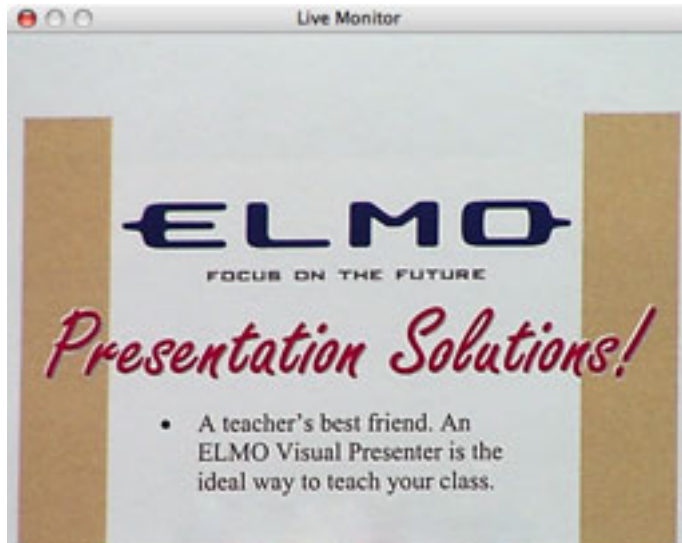 Live Monitor
ELMO
FOCUS ON THE FUTURE
Presentation Solutions!
• A teacher's best friend. An
ELMO Visual Presenter is the
ideal way to teach your class.